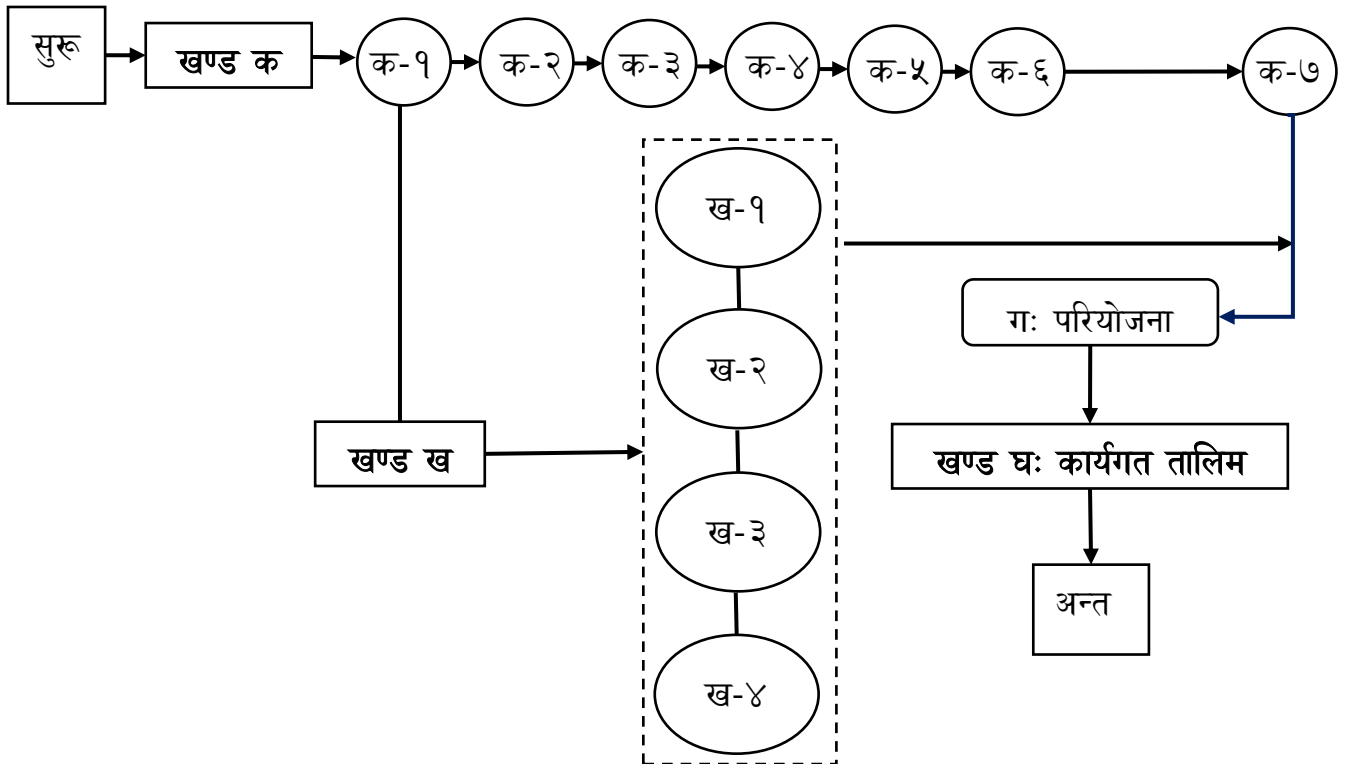 सुरू
खण्ड क
क-१
क-२
क-३
क-४
क-५
क-६
क-७
ख-१
ख-२
ख-३
ख-४
खण्ड ख
गः परियोजना
खण्ड घः कार्यगत तालिम
अन्त